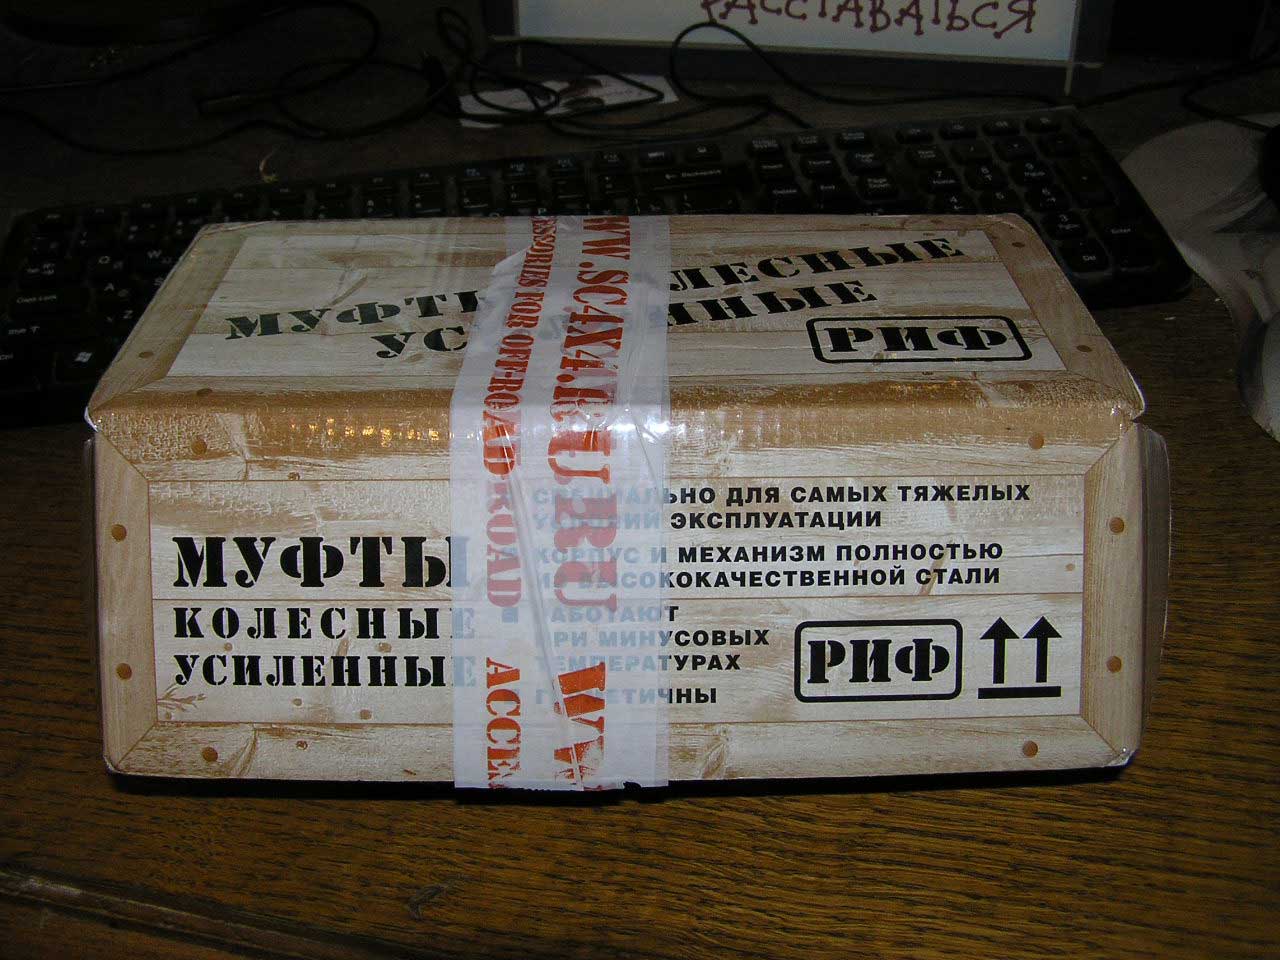 РАССТАВАТЬСЯ
МУФТЫ КОЛЕСНЫЕ
УСИЛЕННЫЕ
РИФ
WWW.SC4X4.RU
ACCESSORIES FOR OFF-ROAD
МУФТЫ
КОЛЕСНЫЕ
УСИЛЕННЫЕ
СПЕЦИАЛЬНО ДЛЯ САМЫХ ТЯЖЕЛЫХ
УСЛОВИЙ ЭКСПЛУАТАЦИИ
КОРПУС И МЕХАНИЗМ ПОЛНОСТЬЮ
ИЗ ВЫСОКОКАЧЕСТВЕННОЙ СТАЛИ
РАБОТАЮТ
ПРИ МИНУСОВЫХ
ТЕМПЕРАТУРАХ
ГЕРМЕТИЧНЫ
РИФ